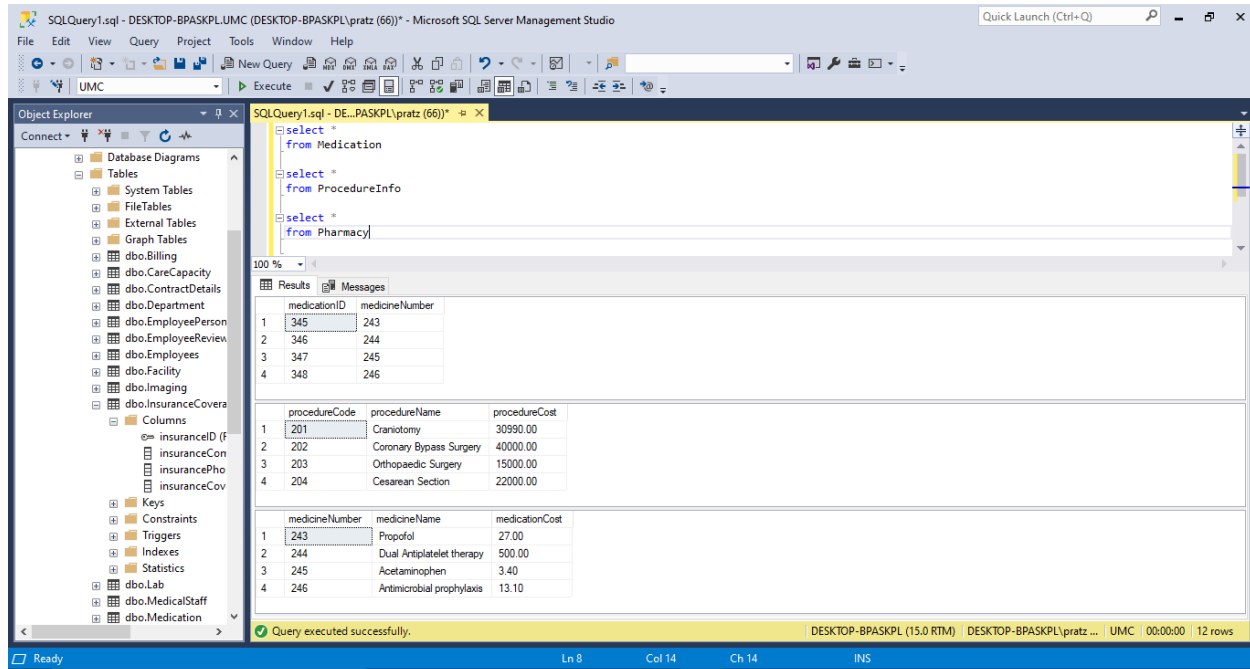 SQLQuery1.sql - DESKTOP-BPASKPL.UMC (DESKTOP-BPASKPL\pratz (66))* - Microsoft SQL Server Management Studio
Quick Launch (Ctrl+Q)
File Edit View Query Project Tools Window Help
New Query MDX DMX XMLA DAX
UMC Execute
Object Explorer
SQLQuery1.sql - DE...PASKPL\pratz (66))*
Connect
Database Diagrams
Tables
System Tables
FileTables
External Tables
Graph Tables
dbo.Billing
dbo.CareCapacity
dbo.ContractDetails
dbo.Department
dbo.EmployeePerson
dbo.EmployeeReview
dbo.Employees
dbo.Facility
dbo.Imaging
dbo.InsuranceCovera
Columns
insuranceID (F
insuranceCom
insurancePho
insuranceCov
Keys
Constraints
Triggers
Indexes
Statistics
dbo.Lab
dbo.MedicalStaff
dbo.Medication
select *
from Medication
select *
from ProcedureInfo
select *
from Pharmacy
100 %
Results Messages
medicationID medicineNumber
1 345 243
2 346 244
3 347 245
4 348 246
procedureCode procedureName procedureCost
1 201 Craniotomy 30990.00
2 202 Coronary Bypass Surgery 40000.00
3 203 Orthopaedic Surgery 15000.00
4 204 Cesarean Section 22000.00
medicineNumber medicineName medicationCost
1 243 Propofol 27.00
2 244 Dual Antiplatelet therapy 500.00
3 245 Acetaminophen 3.40
4 246 Antimicrobial prophylaxis 13.10
Query executed successfully.
DESKTOP-BPASKPL (15.0 RTM) DESKTOP-BPASKPL\pratz ... UMC 00:00:00 12 rows
Ready Ln 8 Col 14 Ch 14 INS